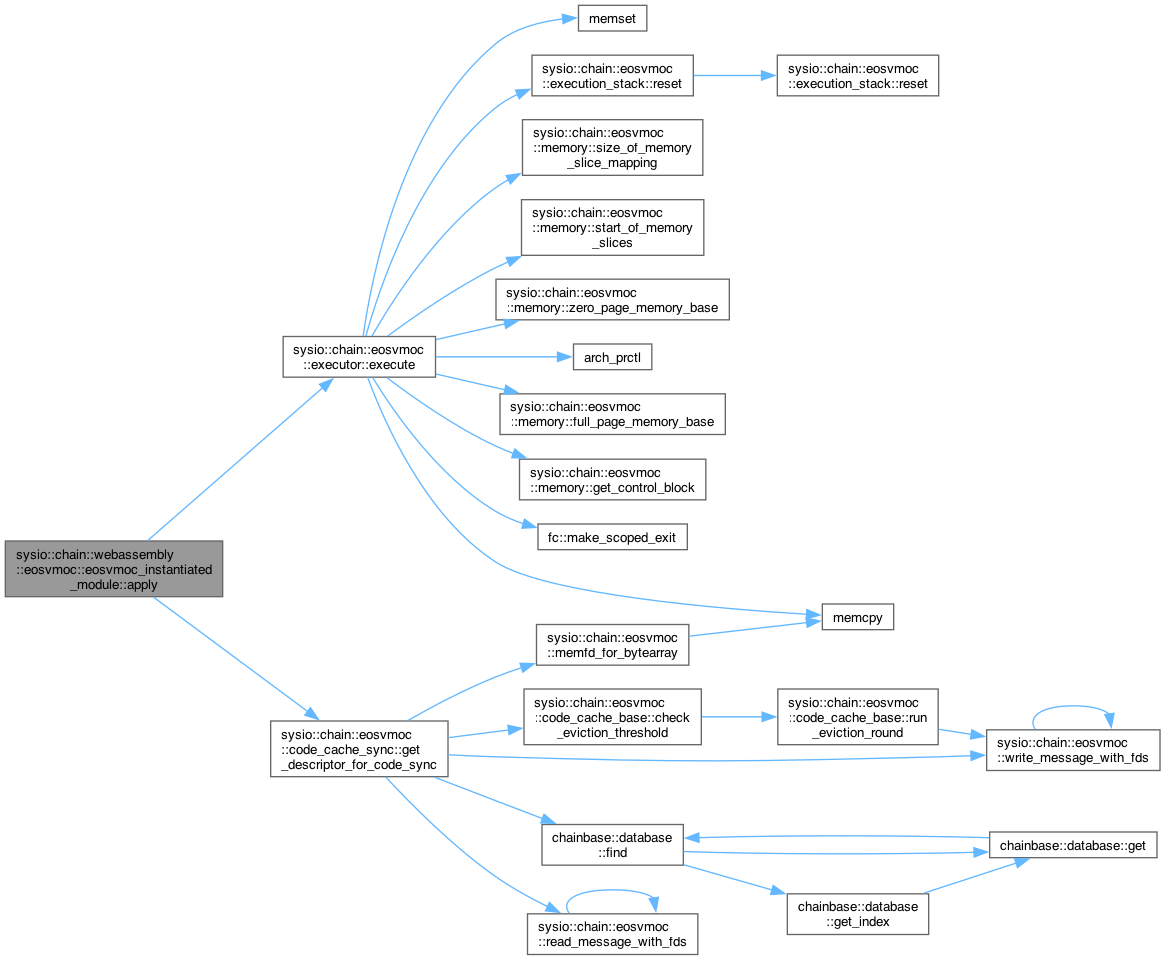 memset
sysio::chain::eosvmoc
::execution_stack::reset
sysio::chain::eosvmoc
::execution_stack::reset
sysio::chain::eosvmoc
::memory::size_of_memory
_slice_mapping
sysio::chain::eosvmoc
::memory::start_of_memory
_slices
sysio::chain::eosvmoc
::memory::zero_page_memory_base
sysio::chain::eosvmoc
::executor::execute
arch_prctl
sysio::chain::eosvmoc
::memory::full_page_memory_base
sysio::chain::eosvmoc
::memory::get_control_block
fc::make_scoped_exit
sysio::chain::webassembly
::eosvmoc::eosvmoc_instantiated
_module::apply
memcpy
sysio::chain::eosvmoc
::memfd_for_bytearray
sysio::chain::eosvmoc
::code_cache_base::check
_eviction_threshold
sysio::chain::eosvmoc
::code_cache_base::run
_eviction_round
sysio::chain::eosvmoc
::code_cache_sync::get
_descriptor_for_code_sync
sysio::chain::eosvmoc
::write_message_with_fds
chainbase::database
::find
chainbase::database::get
chainbase::database
::get_index
sysio::chain::eosvmoc
::read_message_with_fds